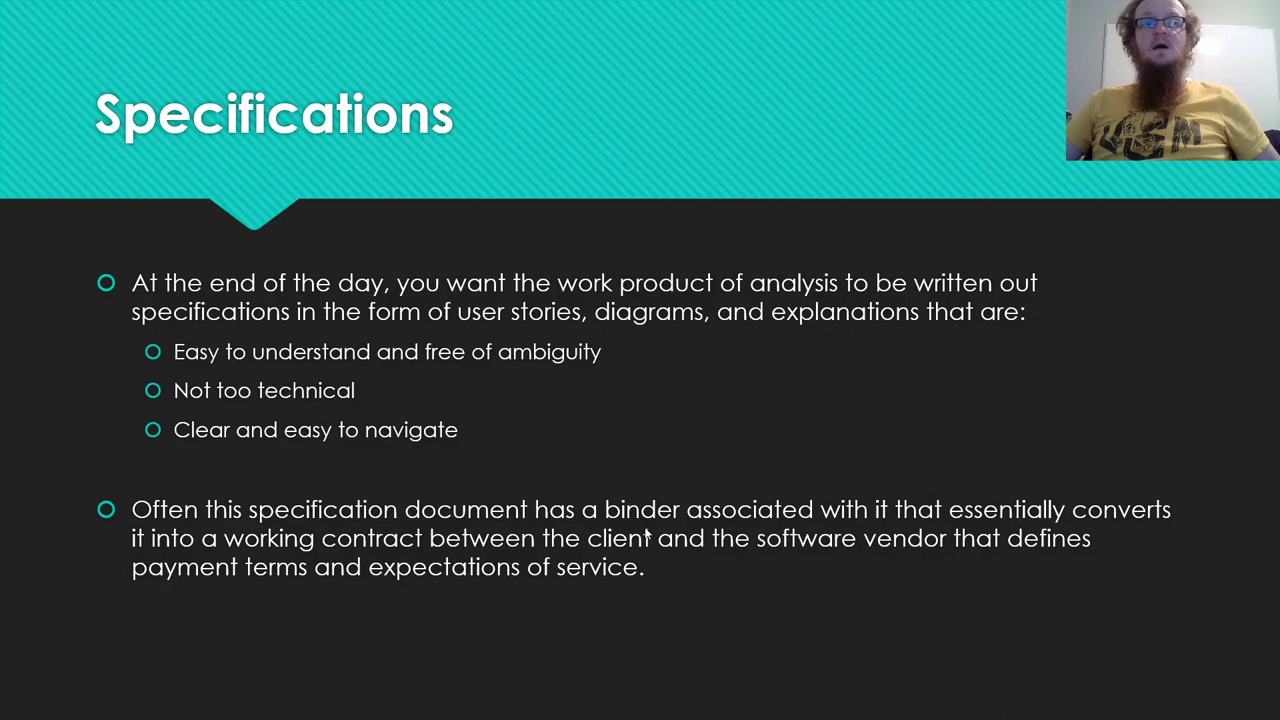 Specifications
At the end of the day, you want the work product of analysis to be written out
specifications in the form of user stories, diagrams, and explanations that are:
Easy to understand and free of ambiguity
Not too technical
Clear and easy to navigate
Often this specification document has a binder associated with it that essentially converts
it into a working contract between the client and the software vendor that defines
payment terms and expectations of service.